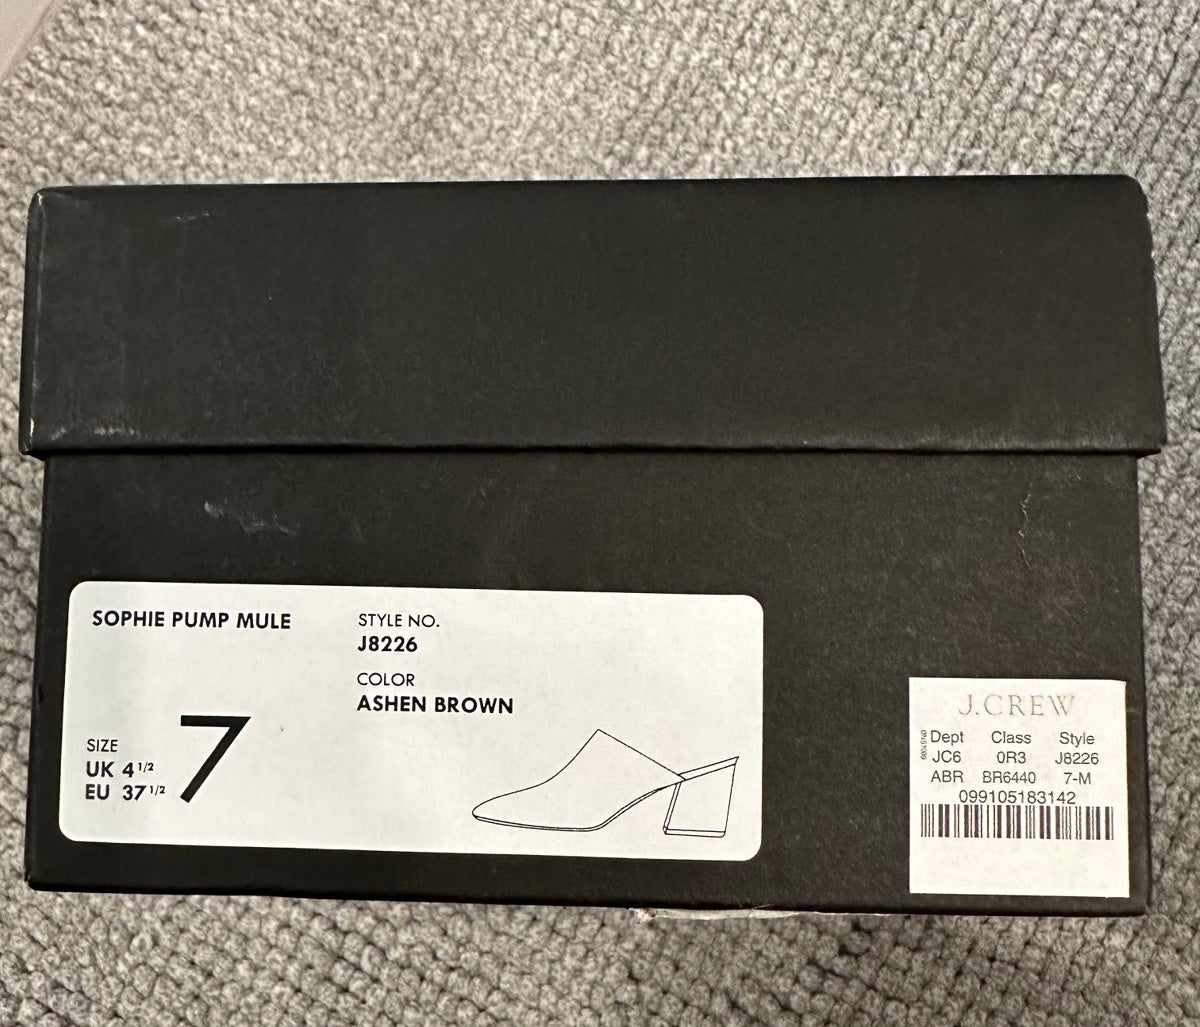 SOPHIE PUMP MULE
STYLE NO.
J8226
COLOR
ASHEN BROWN
SIZE
UK 4 1/2
EU 37 1/2
7
J.CREW
Dept Class Style
JC6 0R3 J8226
ABR BR6440 7-M
099105183142